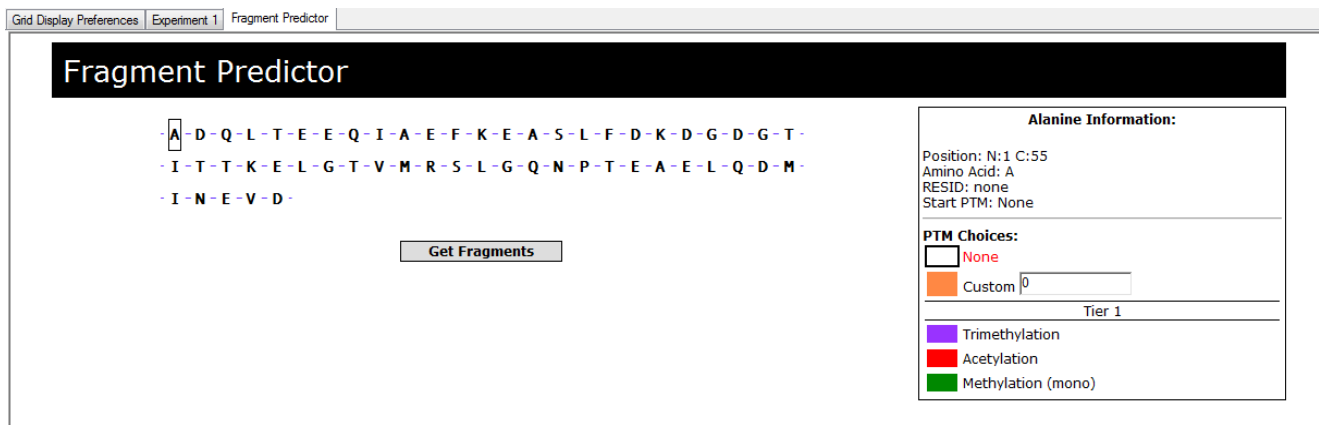 Grid Display Preferences Experiment 1 Fragment Predictor
Fragment Predictor
- A - D - Q - L - T - E - E - Q - I - A - E - F - K - E - A - S - L - F - D - K - D - G - D - G - T -
- I - T - T - K - E - L - G - T - V - M - R - S - L - G - Q - N - P - T - E - A - E - L - Q - D - M -
- I - N - E - V - D -
Get Fragments
Alanine Information:
Position: N:1 C:55
Amino Acid: A
RESID: none
Start PTM: None
PTM Choices:
None
Custom 0
Tier 1
Trimethylation
Acetylation
Methylation (mono)